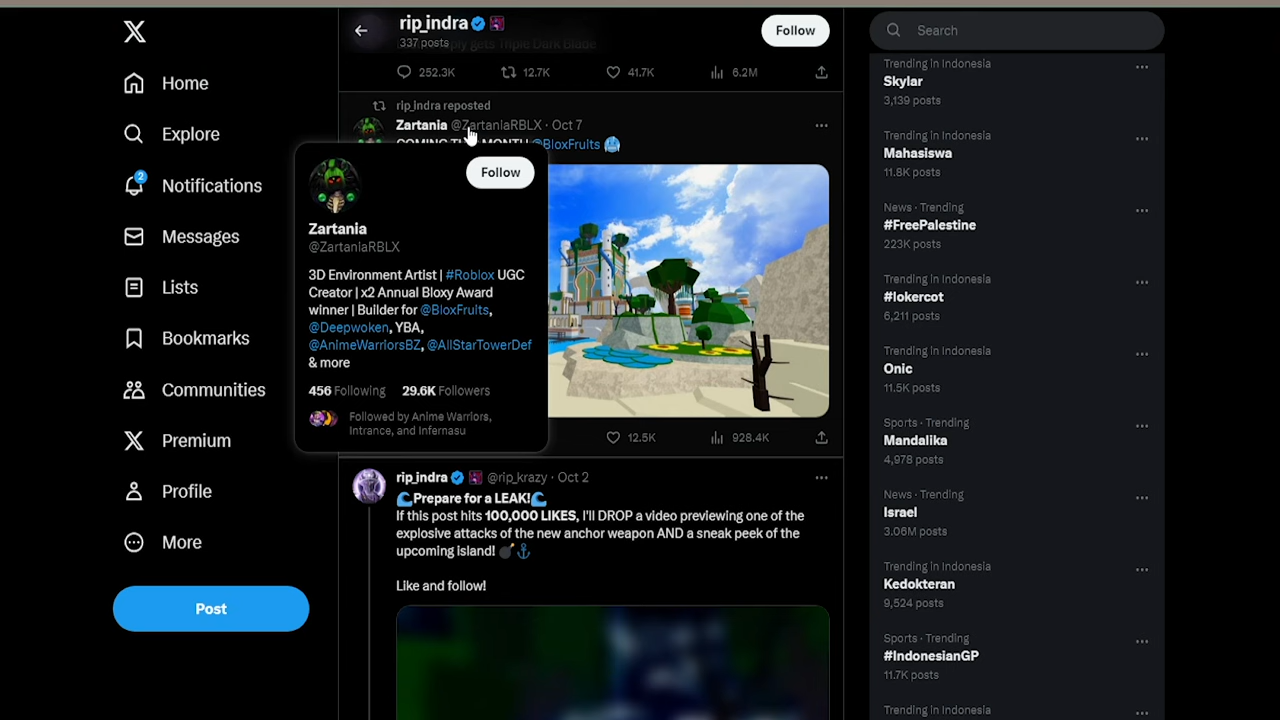 Home
Explore
2
Notifications
Messages
Lists
Bookmarks
Communities
Premium
Profile
More
Post
rip_indra
337 posts
Follow
252.3K 12.7K 41.7K 6.2M
rip_indra reposted
Zartania @ZartaniaRBLX · Oct 7
COMING THIS MONTH @BloxFruits 🥶
Follow
Zartania
@ZartaniaRBLX
3D Environment Artist | #Roblox UGC
Creator | x2 Annual Bloxy Award
winner | Builder for @BloxFruits,
@Deepwoken, YBA,
@AnimeWarriorsBZ, @AllStarTowerDef
& more
456 Following 29.6K Followers
Followed by Anime Warriors,
Intrance, and Infernasu
12.5K 928.4K
rip_indra @rip_krazy · Oct 2
🌊Prepare for a LEAK!🌊
If this post hits 100,000 LIKES, I'll DROP a video previewing one of the
explosive attacks of the new anchor weapon AND a sneak peek of the
upcoming island! 💣⚓
Like and follow!
Search
Trending in Indonesia
Skylar
3,139 posts
Trending in Indonesia
Mahasiswa
11.8K posts
News · Trending
#FreePalestine
223K posts
Trending in Indonesia
#lokercot
6,211 posts
Trending in Indonesia
Onic
11.5K posts
Sports · Trending
Mandalika
4,978 posts
News · Trending
Israel
3.06M posts
Trending in Indonesia
Kedokteran
9,524 posts
Sports · Trending
#IndonesianGP
11.7K posts
Trending in Indonesia